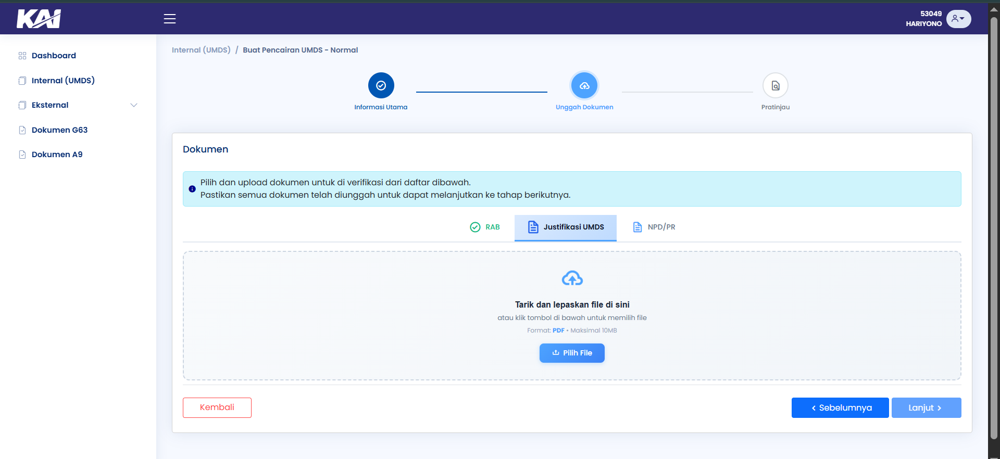 KAI
53049
HARIYONO
Dashboard
Internal (UMDS)
Eksternal
Dokumen G63
Dokumen A9
Internal (UMDS) / Buat Pencairan UMDS - Normal
Informasi Utama
Unggah Dokumen
Pratinjau
Dokumen
Pilih dan upload dokumen untuk di verifikasi dari daftar dibawah.
Pastikan semua dokumen telah diunggah untuk dapat melanjutkan ke tahap berikutnya.
RAB
Justifikasi UMDS
NPD/PR
Tarik dan lepaskan file di sini
atau klik tombol di bawah untuk memilih file
Format: PDF • Maksimal 10MB
Pilih File
Kembali
‹ Sebelumnya
Lanjut ›